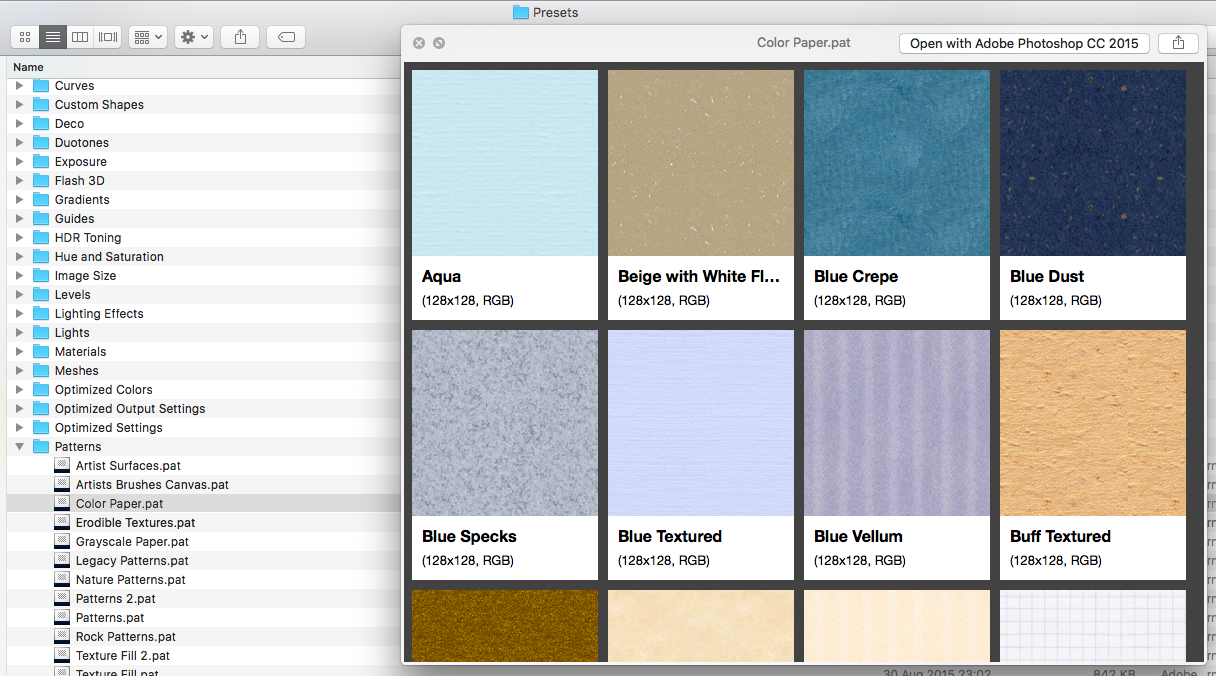 Presets
Color Paper.pat
Open with Adobe Photoshop CC 2015
Name
Curves
Custom Shapes
Deco
Duotones
Exposure
Flash 3D
Gradients
Guides
HDR Toning
Hue and Saturation
Image Size
Levels
Lighting Effects
Lights
Materials
Meshes
Optimized Colors
Optimized Output Settings
Optimized Settings
Patterns
Artist Surfaces.pat
Artists Brushes Canvas.pat
Color Paper.pat
Erodible Textures.pat
Grayscale Paper.pat
Legacy Patterns.pat
Nature Patterns.pat
Patterns 2.pat
Patterns.pat
Rock Patterns.pat
Texture Fill 2.pat
Texture Fill.pat
Aqua
(128x128, RGB)
Beige with White Fl...
(128x128, RGB)
Blue Crepe
(128x128, RGB)
Blue Dust
(128x128, RGB)
Blue Specks
(128x128, RGB)
Blue Textured
(128x128, RGB)
Blue Vellum
(128x128, RGB)
Buff Textured
(128x128, RGB)
30 Aug 2015 23:02
842 KB
Adobe